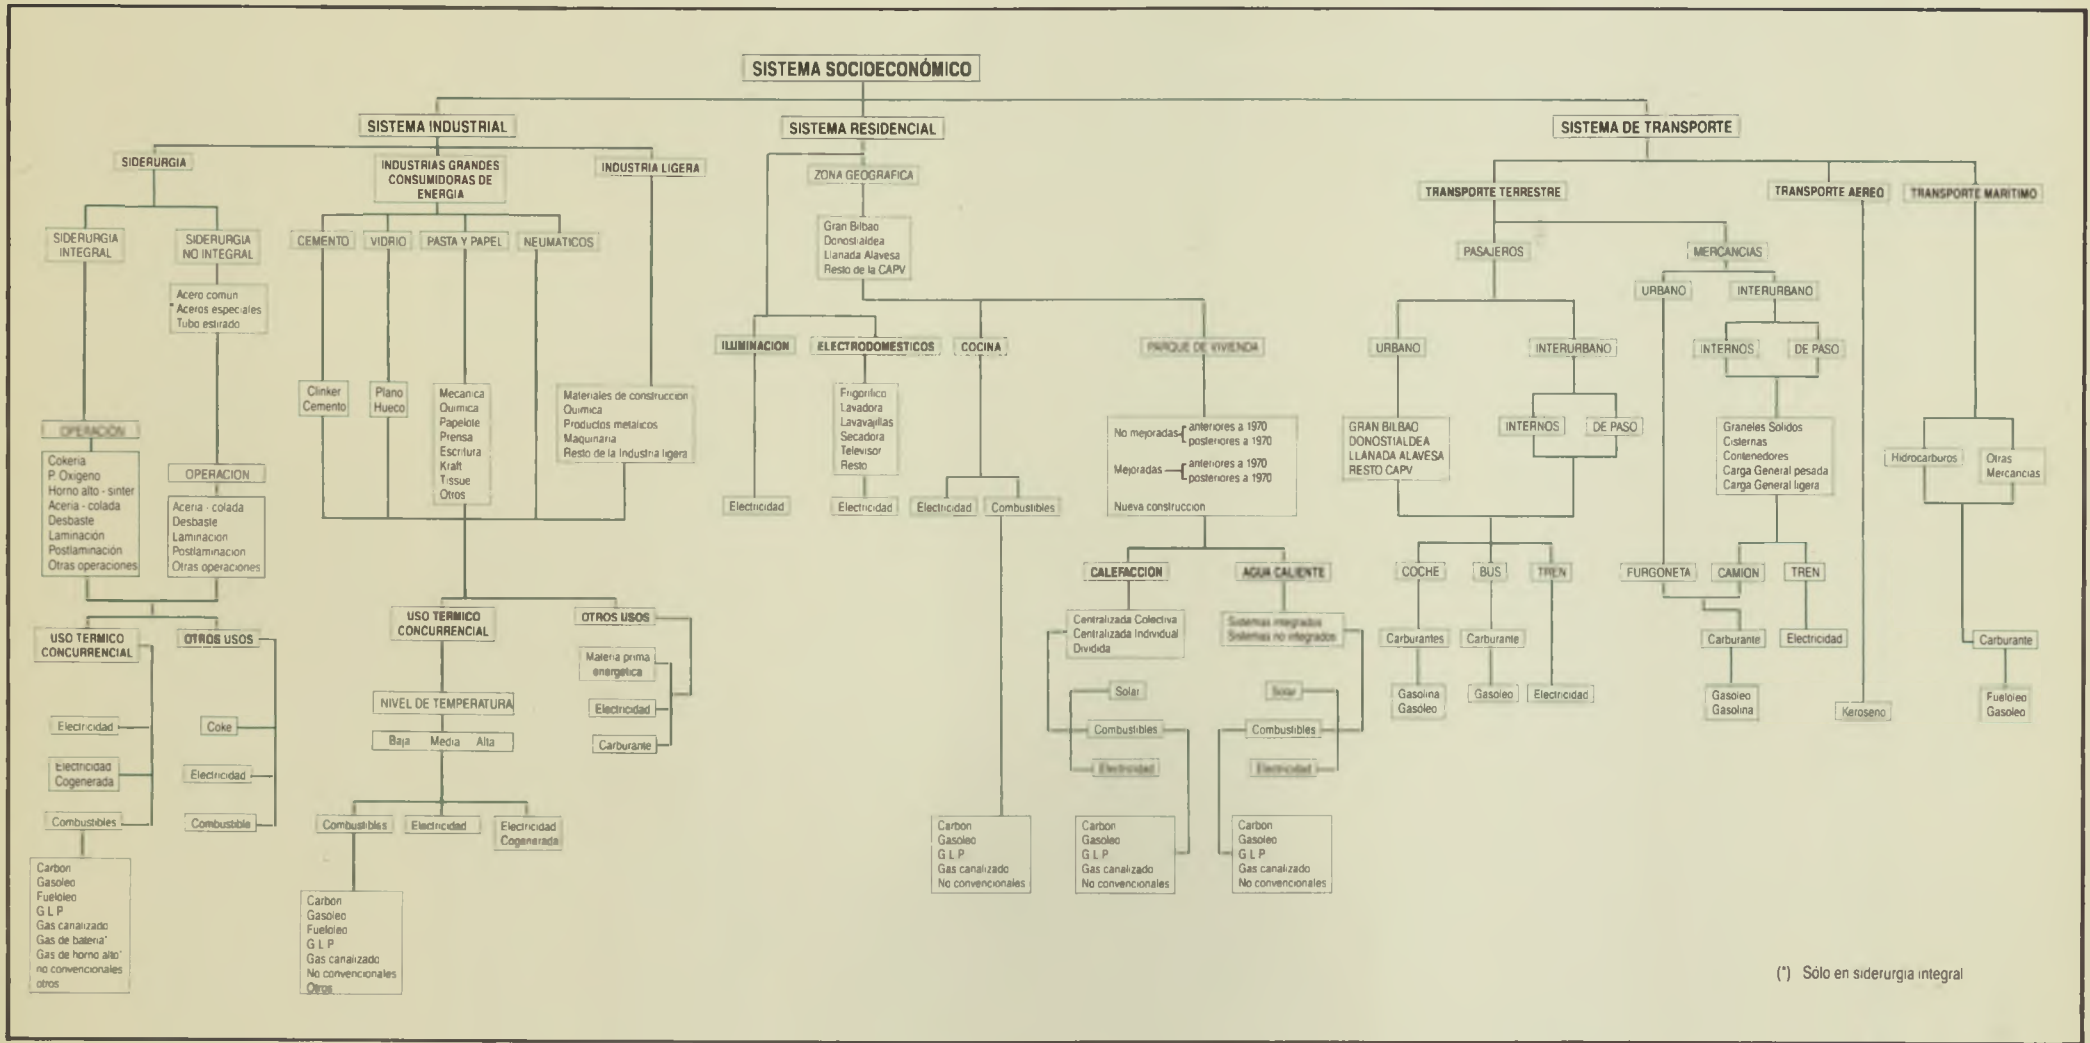 SISTEMA SOCIOECONÓMICO
SISTEMA INDUSTRIAL
SISTEMA RESIDENCIAL
SISTEMA DE TRANSPORTE
SIDERURGIA
INDUSTRIAS GRANDES
CONSUMIDORAS DE
ENERGIA
INDUSTRIA LIGERA
SIDERURGIA
INTEGRAL
SIDERURGIA
NO INTEGRAL
Acero comun
*Aceros especiales
Tubo estirado
OPERACIÓN
Cokeria
P. Oxigeno
Horno alto - sinter
Aceria - colada
Desbaste
Laminación
Postlaminación
Otras operaciones
OPERACION
Aceria - colada
Desbaste
Laminacion
Postlaminacion
Otras operaciones
USO TERMICO
CONCURRENCIAL
OTROS USOS
Electricidad
Electricidad
Cogenerada
Combustibles
Coke
Electricidad
Combustible
Carbon
Gasoleo
Fueloleo
G L P
Gas canalizado
Gas de bateria*
Gas de horno alto*
no convencionales
otros
CEMENTO
VIDRIO
PASTA Y PAPEL
NEUMATICOS
Clinker
Cemento
Plano
Hueco
Mecanica
Quimica
Papelote
Prensa
Escritura
Kraft
Tissue
Otros
Materiales de construccion
Quimica
Productos metalicos
Maquinaria
Resto de la Industria ligera
USO TERMICO
CONCURRENCIAL
OTROS USOS
Materia prima
energetica
Electricidad
Carburante
NIVEL DE TEMPERATURA
Baja Media Alta
Combustibles
Electricidad
Electricidad
Cogenerada
Carbon
Gasoleo
Fueloleo
G L P
Gas canalizado
No convencionales
Otros
ZONA GEOGRAFICA
Gran Bilbao
Donostialdea
Llanada Alavesa
Resto de la CAPV
ILUMINACION
ELECTRODOMESTICOS
COCINA
PARQUE DE VIVIENDA
Frigorifico
Lavadora
Lavavajillas
Secadora
Televisor
Resto
Electricidad
Electricidad
Electricidad
Combustibles
No mejoradas
anteriores a 1970
posteriores a 1970
Mejoradas
anteriores a 1970
posteriores a 1970
Nueva construccion
CALEFACCION
AGUA CALIENTE
Centralizada Colectiva
Centralizada Individual
Dividida
Sistemas integrados
Sistemas no integrados
Solar
Combustibles
Electricidad
Solar
Combustibles
Electricidad
Carbon
Gasoleo
G L P
Gas canalizado
No convencionales
Carbon
Gasoleo
G L P
Gas canalizado
No convencionales
Carbon
Gasoleo
G L P
Gas canalizado
No convencionales
TRANSPORTE TERRESTRE
TRANSPORTE AEREO
TRANSPORTE MARITIMO
PASAJEROS
MERCANCIAS
URBANO
INTERURBANO
URBANO
INTERURBANO
INTERNOS
DE PASO
GRAN BILBAO
DONOSTIALDEA
LLANADA ALAVESA
RESTO CAPV
INTERNOS
DE PASO
Graneles Solidos
Cisternas
Contenedores
Carga General pesada
Carga General ligera
Hidrocarburos
Otras
Mercancias
COCHE
BUS
TREN
FURGONETA
CAMION
TREN
Carburantes
Carburante
Carburante
Electricidad
Carburante
Gasolina
Gasóleo
Gasoleo
Electricidad
Gasoleo
Gasolina
Keroseno
Fueloleo
Gasoleo
(*) Sólo en siderurgia integral